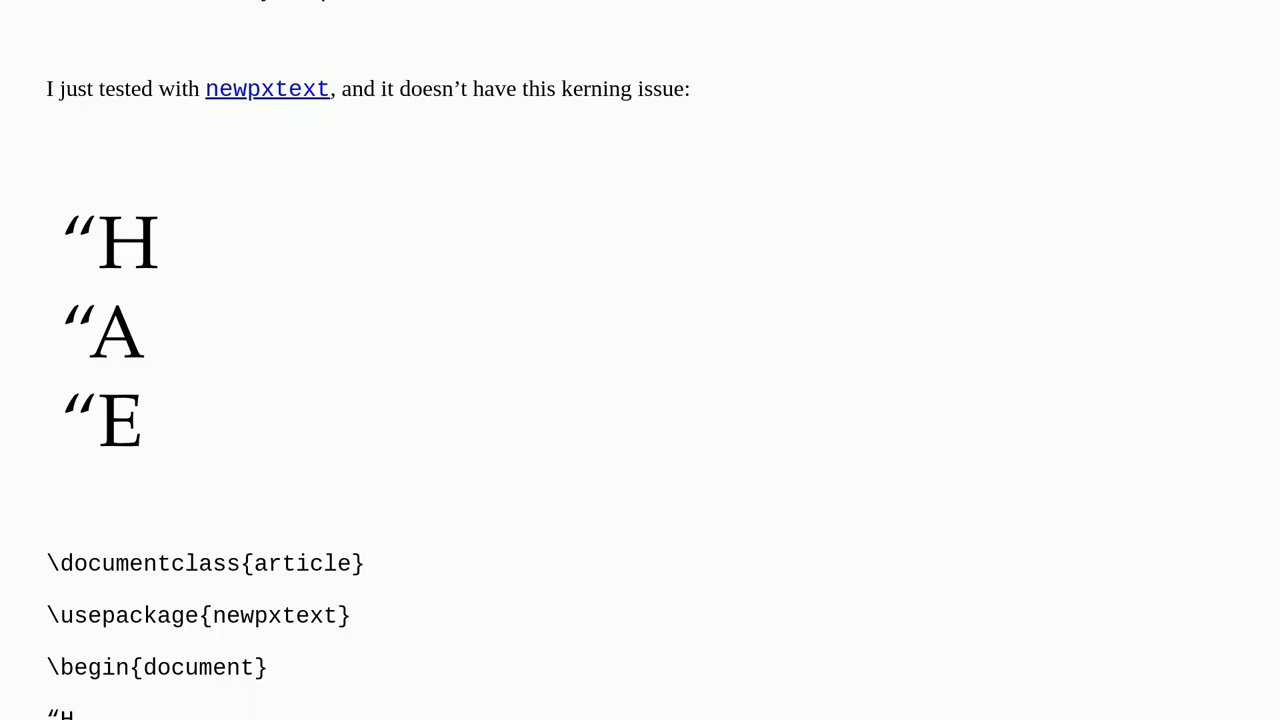 I just tested with newpxtext, and it doesn’t have this kerning issue:
“H
“A
“E
\documentclass{article}
\usepackage{newpxtext}
\begin{document}
“H